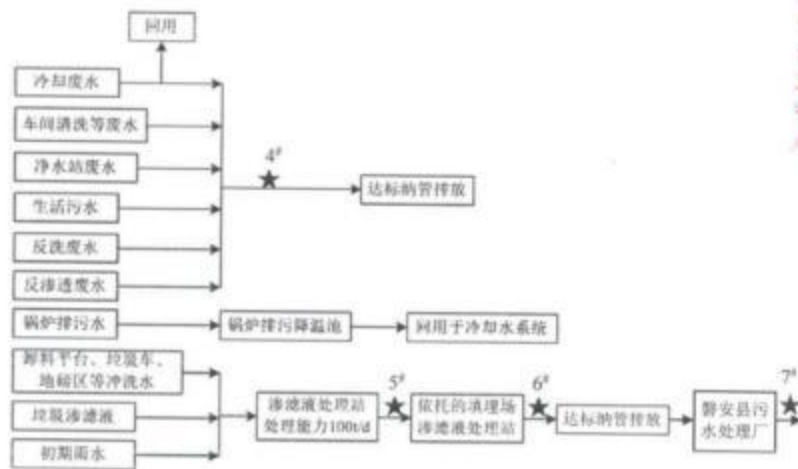 回用
冷却废水
车间清洗等废水
净水站废水
生活污水
反洗废水
反渗透废水
4#
达标纳管排放
锅炉排污水
锅炉排污降温池
回用于冷却水系统
卸料平台、垃圾车、
地磅区等冲洗水
垃圾渗滤液
初期雨水
渗滤液处理站
处理能力100t/d
5#
依托的填埋场
渗滤液处理站
6#
达标纳管排放
磐安县污
水处理厂
7#